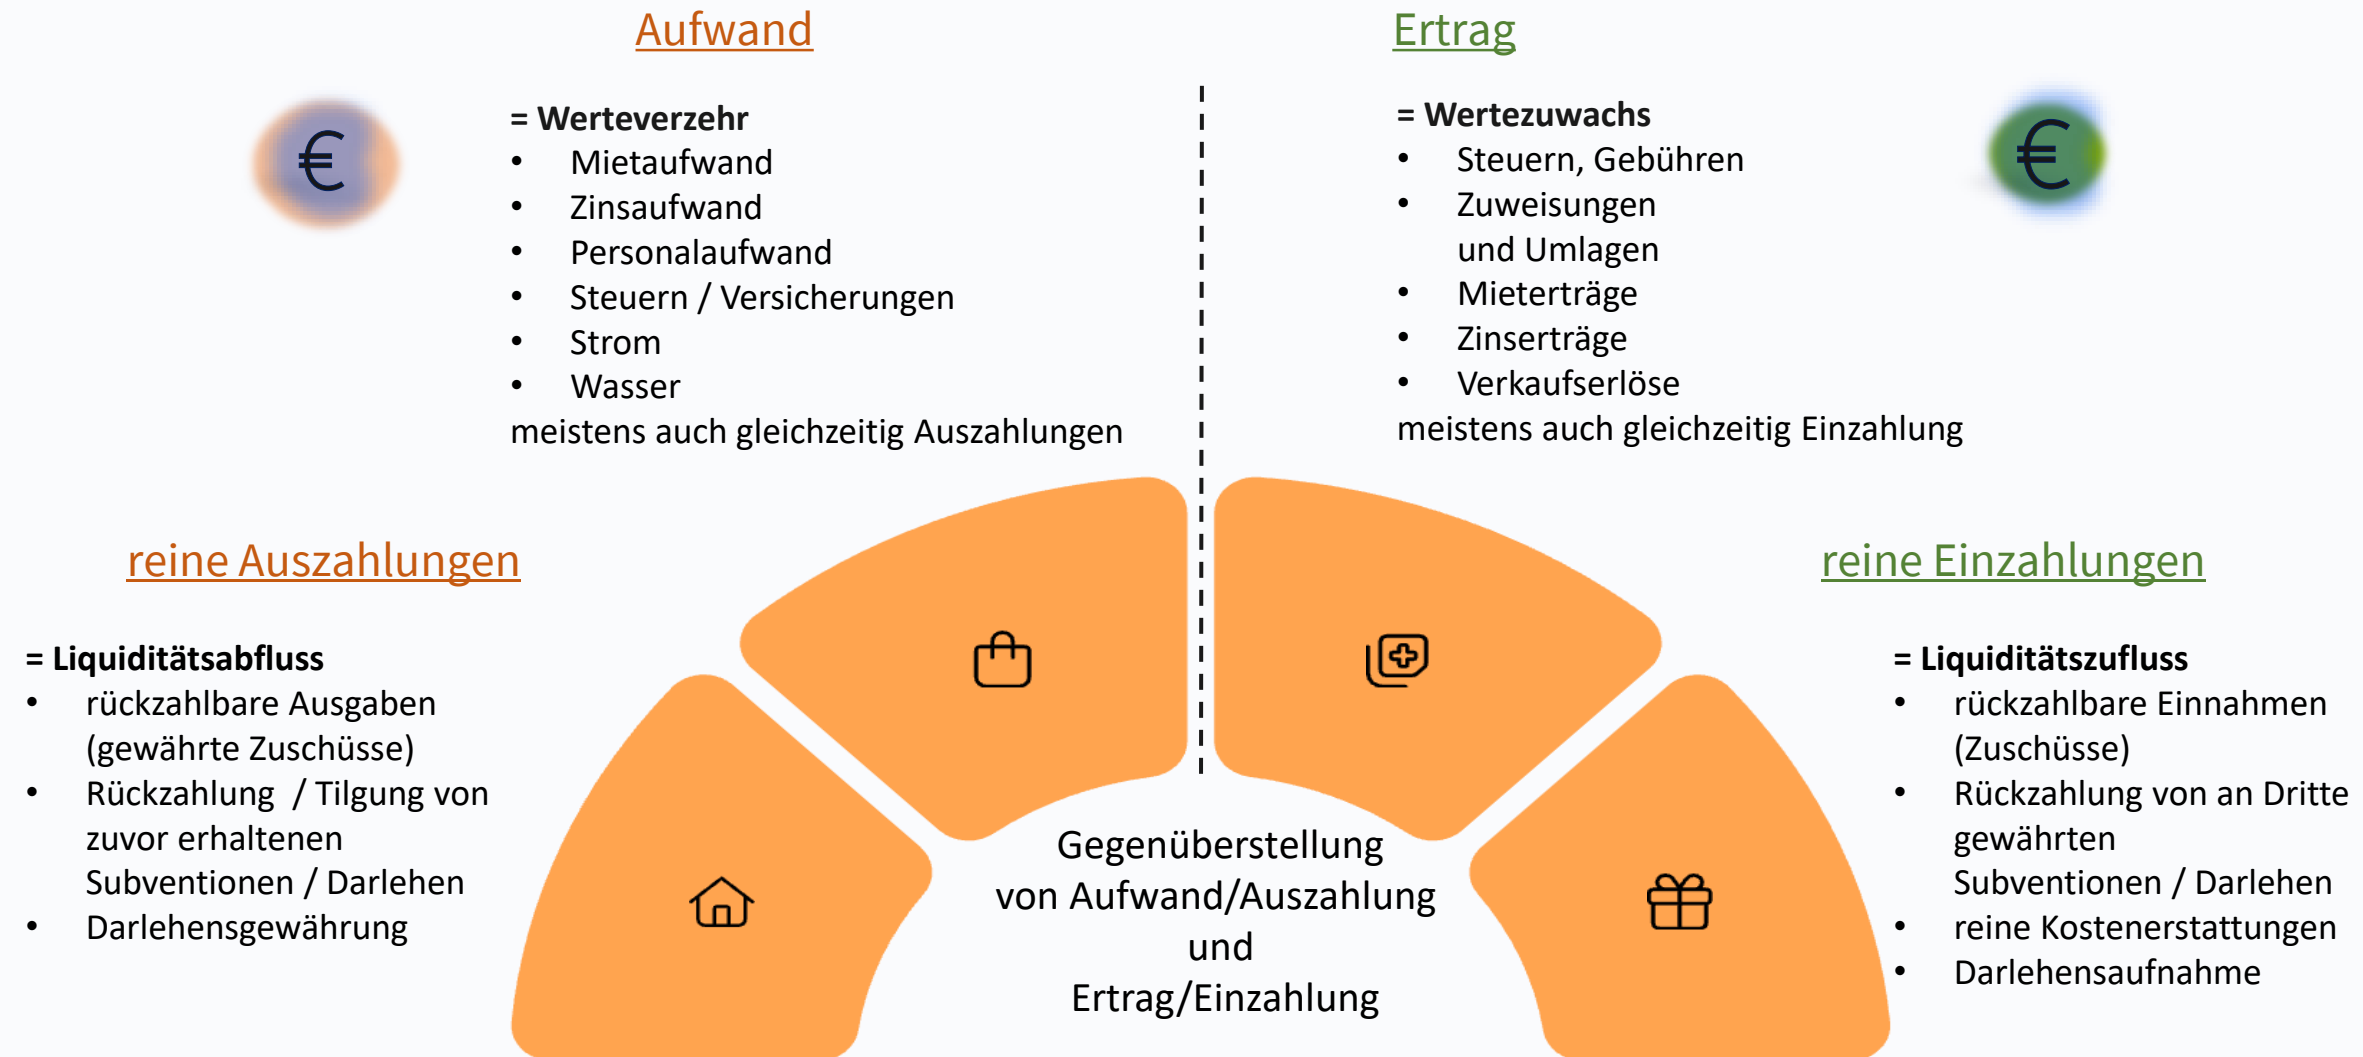 Aufwand
= Werteverzehr
• Mietaufwand
• Zinsaufwand
• Personalaufwand
• Steuern / Versicherungen
• Strom
• Wasser
meistens auch gleichzeitig Auszahlungen
Ertrag
= Wertezuwachs
• Steuern, Gebühren
• Zuweisungen
und Umlagen
• Mieterträge
• Zinserträge
• Verkaufserlöse
meistens auch gleichzeitig Einzahlung
€
€
reine Auszahlungen
= Liquiditätsabfluss
• rückzahlbare Ausgaben
(gewährte Zuschüsse)
• Rückzahlung / Tilgung von
zuvor erhaltenen
Subventionen / Darlehen
• Darlehensgewährung
reine Einzahlungen
= Liquiditätszufluss
• rückzahlbare Einnahmen
(Zuschüsse)
• Rückzahlung von an Dritte
gewährten
Subventionen / Darlehen
• reine Kostenerstattungen
• Darlehensaufnahme
Gegenüberstellung
von Aufwand/Auszahlung
und
Ertrag/Einzahlung